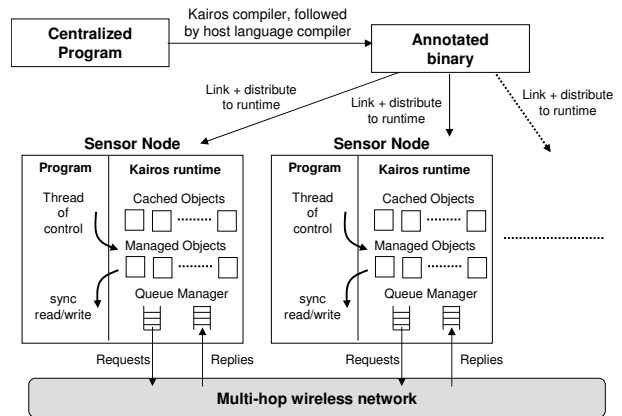 Kairos compiler, followed
by host language compiler
Centralized
Program
Annotated
binary
Link + distribute
to runtime
Link + distribute
to runtime
Link + distribute
to runtime
Sensor Node
Program
Kairos runtime
Thread
of
control
Cached Objects
Managed Objects
sync
read/write
Queue Manager
Requests
Replies
Sensor Node
Program
Kairos runtime
Thread
of
control
Cached Objects
Managed Objects
sync
read/write
Queue Manager
Requests
Replies
Multi-hop wireless network